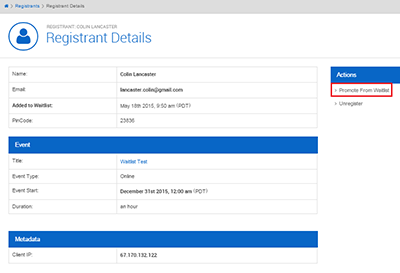 Registrants › Registrant Details
REGISTRANT: COLIN LANCASTER
Registrant Details
Name: Colin Lancaster
Email: lancaster.colin@gmail.com
Added to Waitlist: May 18th 2015, 9:50 am (PDT)
PinCode: 23836
Event
Title: Waitlist Test
Event Type: Online
Event Start: December 31st 2015, 12:00 am (PDT)
Duration: an hour
Metadata
Client IP: 67.170.132,122
Actions
› Promote From Waitlist
› Unregister